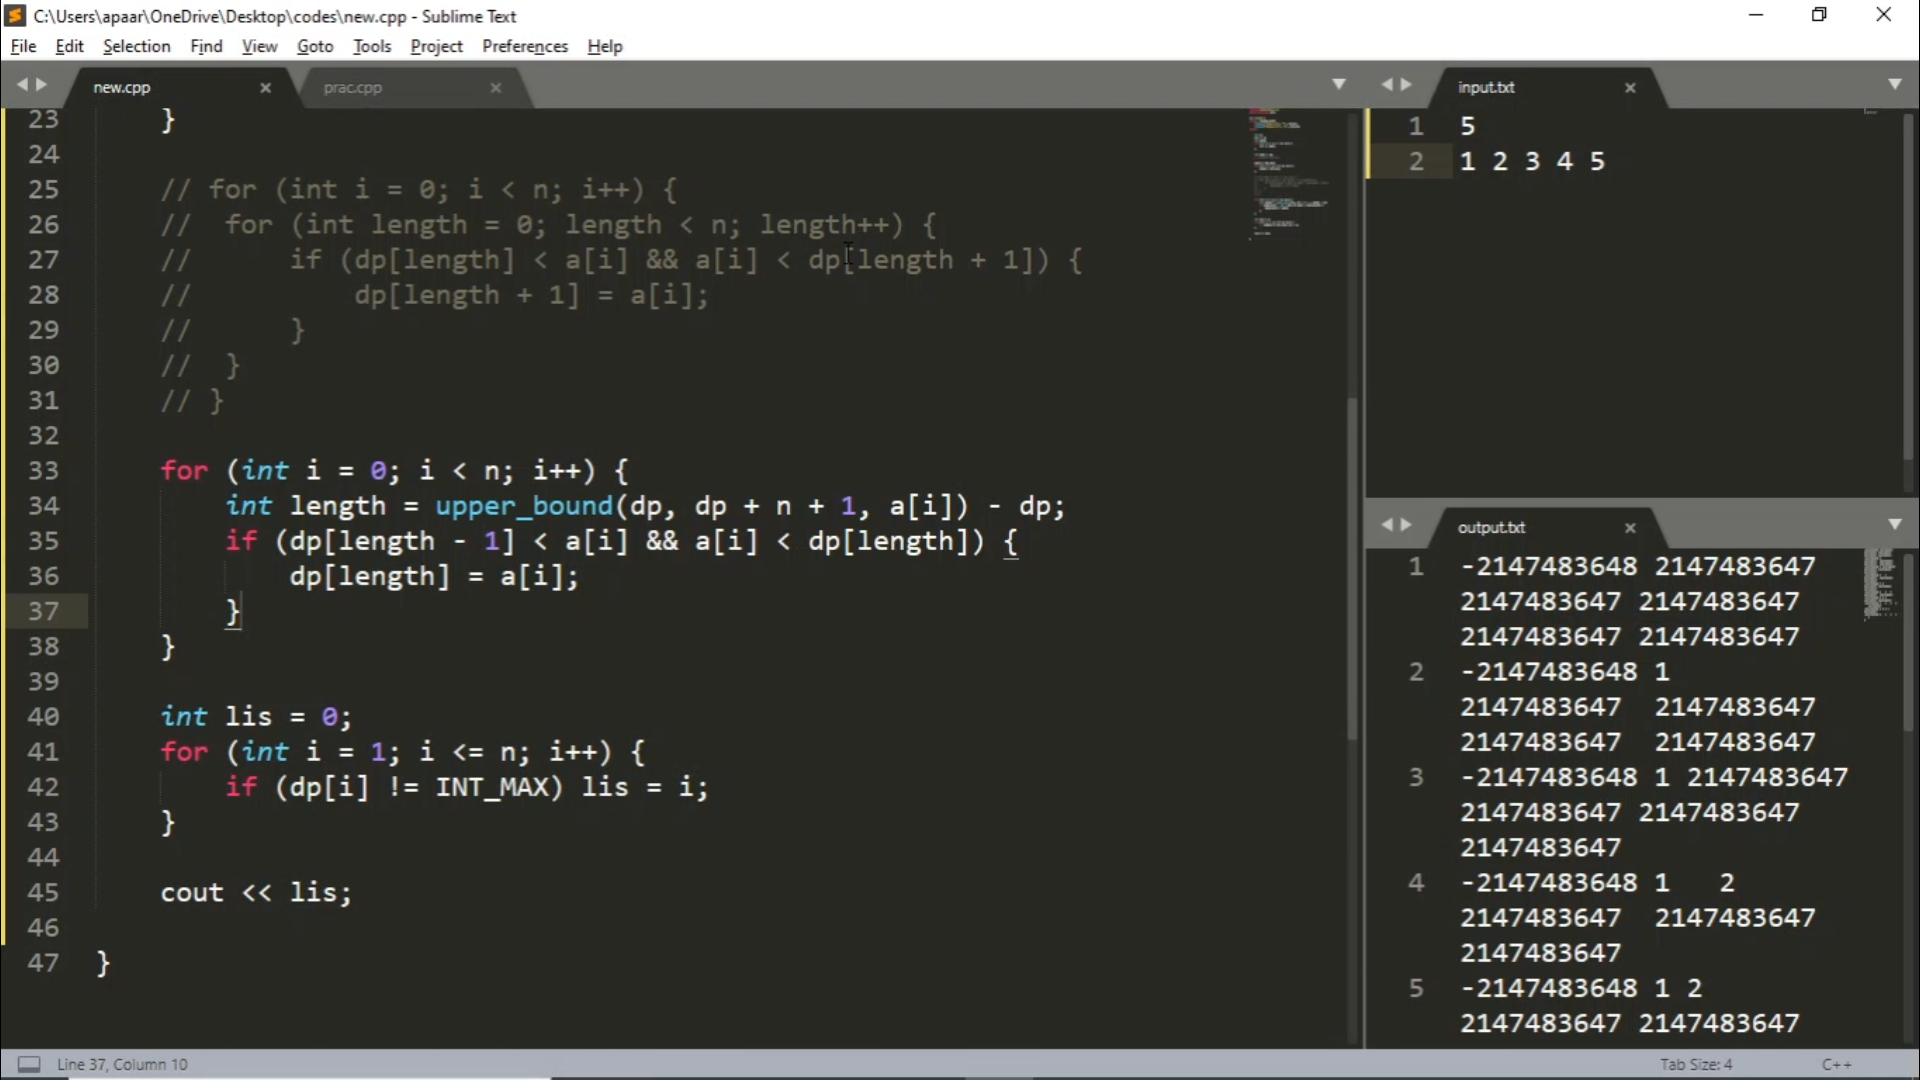 C:\Users\apaar\OneDrive\Desktop\codes\new.cpp - Sublime Text
File Edit Selection Find View Goto Tools Project Preferences Help
new.cpp × prac.cpp ×
23 }
24
25 // for (int i = 0; i < n; i++) {
26 // for (int length = 0; length < n; length++) {
27 // if (dp[length] < a[i] && a[i] < dp[length + 1]) {
28 // dp[length + 1] = a[i];
29 // }
30 // }
31 // }
32
33 for (int i = 0; i < n; i++) {
34 int length = upper_bound(dp, dp + n + 1, a[i]) - dp;
35 if (dp[length - 1] < a[i] && a[i] < dp[length]) {
36 dp[length] = a[i];
37 }
38 }
39
40 int lis = 0;
41 for (int i = 1; i <= n; i++) {
42 if (dp[i] != INT_MAX) lis = i;
43 }
44
45 cout << lis;
46
47 }
input.txt ×
1 5
2 1 2 3 4 5
output.txt ×
1 -2147483648 2147483647
2147483647 2147483647
2147483647 2147483647
2 -2147483648 1
2147483647 2147483647
2147483647 2147483647
3 -2147483648 1 2147483647
2147483647 2147483647
2147483647
4 -2147483648 1 2
2147483647 2147483647
2147483647
5 -2147483648 1 2
2147483647 2147483647
Line 37, Column 10
Tab Size: 4 C++